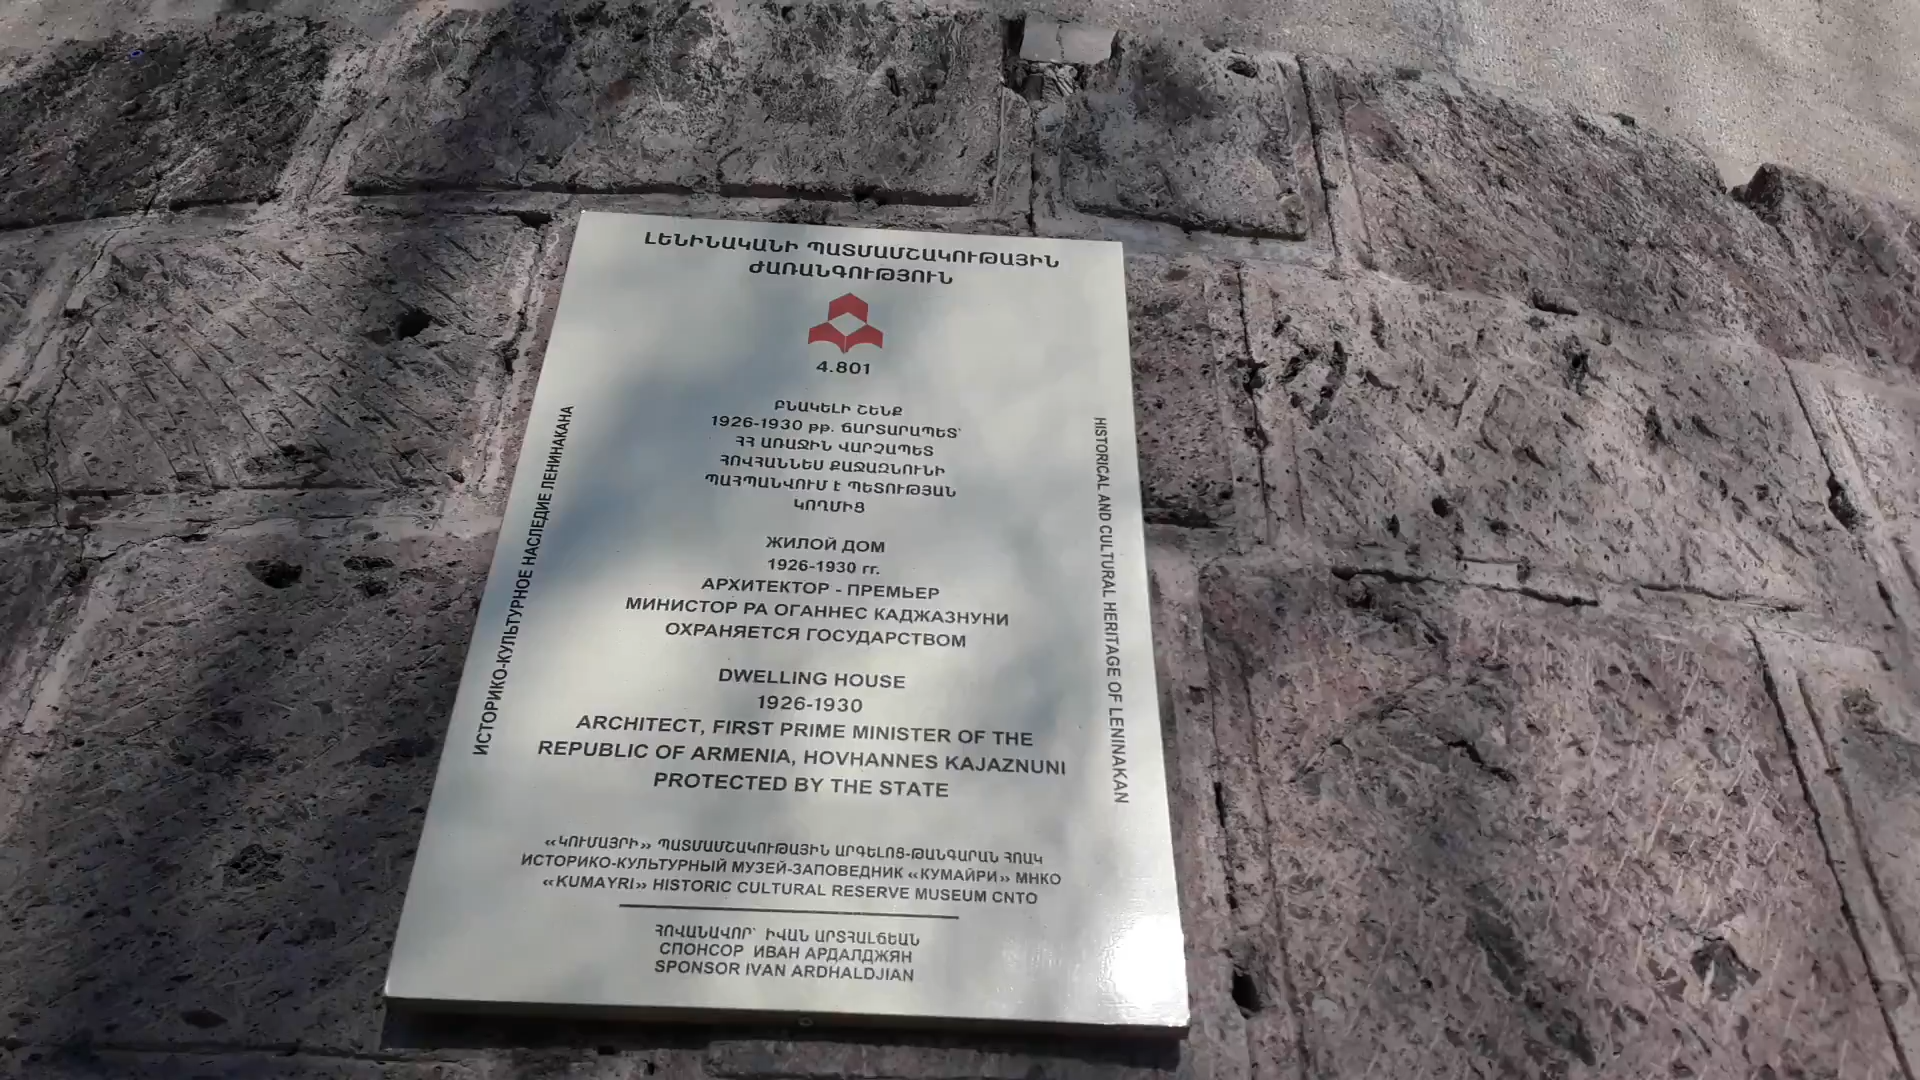 ԼԵՆԻՆԱԿԱՆԻ ՊԱՏՄԱՄՇԱԿՈՒԹԱՅԻՆ
ԺԱՌԱՆԳՈՒԹՅՈՒՆ
4.801
ԲՆԱԿԵԼԻ ՇԵՆՔ
1926-1930 թթ. ՃԱՐՏԱՐԱՊԵՏ՝
ՀՀ ԱՌԱՋԻՆ ՎԱՐՉԱՊԵՏ
ՀՈՎՀԱՆՆԵՍ ՔԱՋԱԶՆՈՒՆԻ
ՊԱՀՊԱՆՎՈՒՄ Է ՊԵՏՈՒԹՅԱՆ
ԿՈՂՄԻՑ
ЖИЛОЙ ДОМ
1926-1930 гг.
АРХИТЕКТОР - ПРЕМЬЕР
МИНИСТОР РА ОГАННЕС КАДЖАЗНУНИ
ОХРАНЯЕТСЯ ГОСУДАРСТВОМ
DWELLING HOUSE
1926-1930
ARCHITECT, FIRST PRIME MINISTER OF THE
REPUBLIC OF ARMENIA, HOVHANNES KAJAZNUNI
PROTECTED BY THE STATE
ИСТОРИКО-КУЛЬТУРНОЕ НАСЛЕДИЕ ЛЕНИНАКАНА
HISTORICAL AND CULTURAL HERITAGE OF LENINAKAN
«ԿՈՒՄԱՅՐԻ» ՊԱՏՄԱՄՇԱԿՈՒԹԱՅԻՆ ԱՐԳԵԼՈՑ-ԹԱՆԳԱՐԱՆ ՀՈԱԿ
ИСТОРИКО-КУЛЬТУРНЫЙ МУЗЕЙ-ЗАПОВЕДНИК «КУМАЙРИ» МНКО
«KUMAYRI» HISTORIC CULTURAL RESERVE MUSEUM CNTO
ՀՈՎԱՆԱՎՈՐ՝ ԻՎԱՆ ԱՐՏՀԱԼՃԵԱՆ
СПОНСОР ИВАН АРДАЛДЖЯН
SPONSOR IVAN ARDHALDJIAN